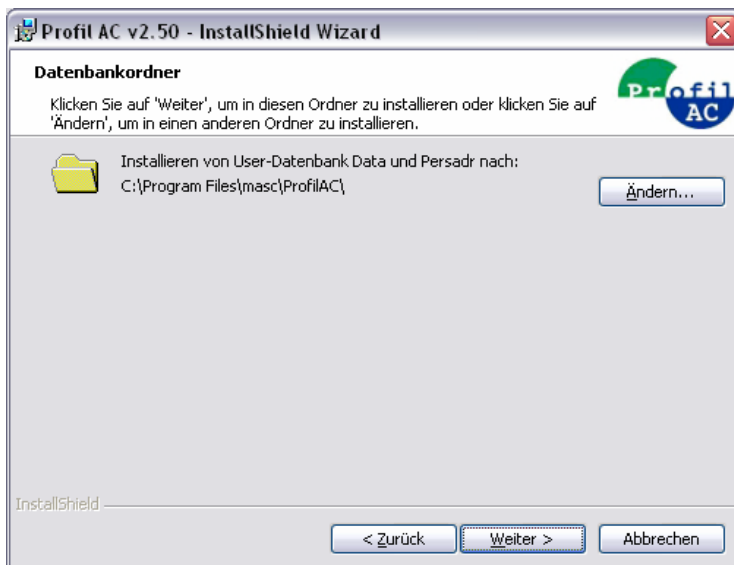 Profil AC v2.50 - InstallShield Wizard
Datenbankordner
Klicken Sie auf 'Weiter', um in diesen Ordner zu installieren oder klicken Sie auf
'Ändern', um in einen anderen Ordner zu installieren.
Profil
AC
Installieren von User-Datenbank Data und Persadr nach:
C:\Program Files\masc\ProfilAC\
Ändern...
InstallShield
< Zurück
Weiter >
Abbrechen